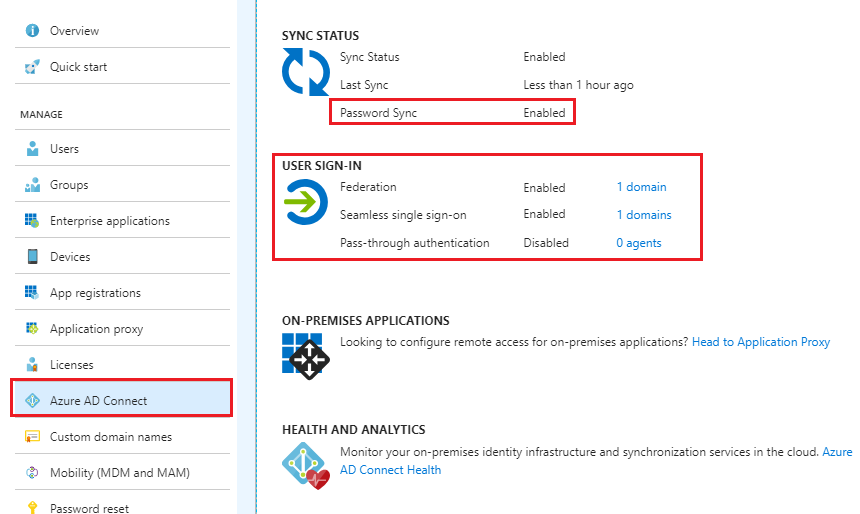 Overview
Quick start
MANAGE
Users
Groups
Enterprise applications
Devices
App registrations
Application proxy
Licenses
Azure AD Connect
Custom domain names
Mobility (MDM and MAM)
Password reset
SYNC STATUS
Sync Status Enabled
Last Sync Less than 1 hour ago
Password Sync Enabled
USER SIGN-IN
Federation Enabled 1 domain
Seamless single sign-on Enabled 1 domains
Pass-through authentication Disabled 0 agents
ON-PREMISES APPLICATIONS
Looking to configure remote access for on-premises applications? Head to Application Proxy
HEALTH AND ANALYTICS
Monitor your on-premises identity infrastructure and synchronization services in the cloud. Azure
AD Connect Health